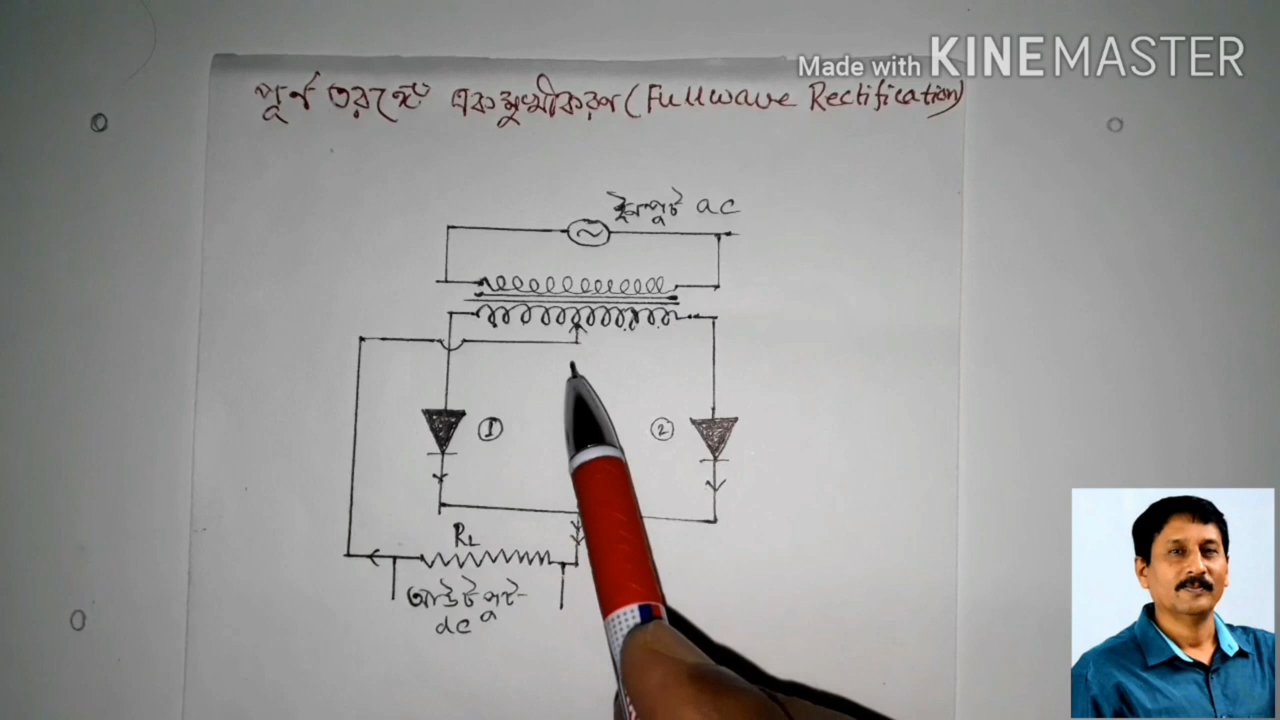 Made with KINEMASTER
পূর্ণ তরঙ্গে একমুখীকরণ (Fullwave Rectification)
ইনপুট ac
1
2
RL
আউটপুট
dc